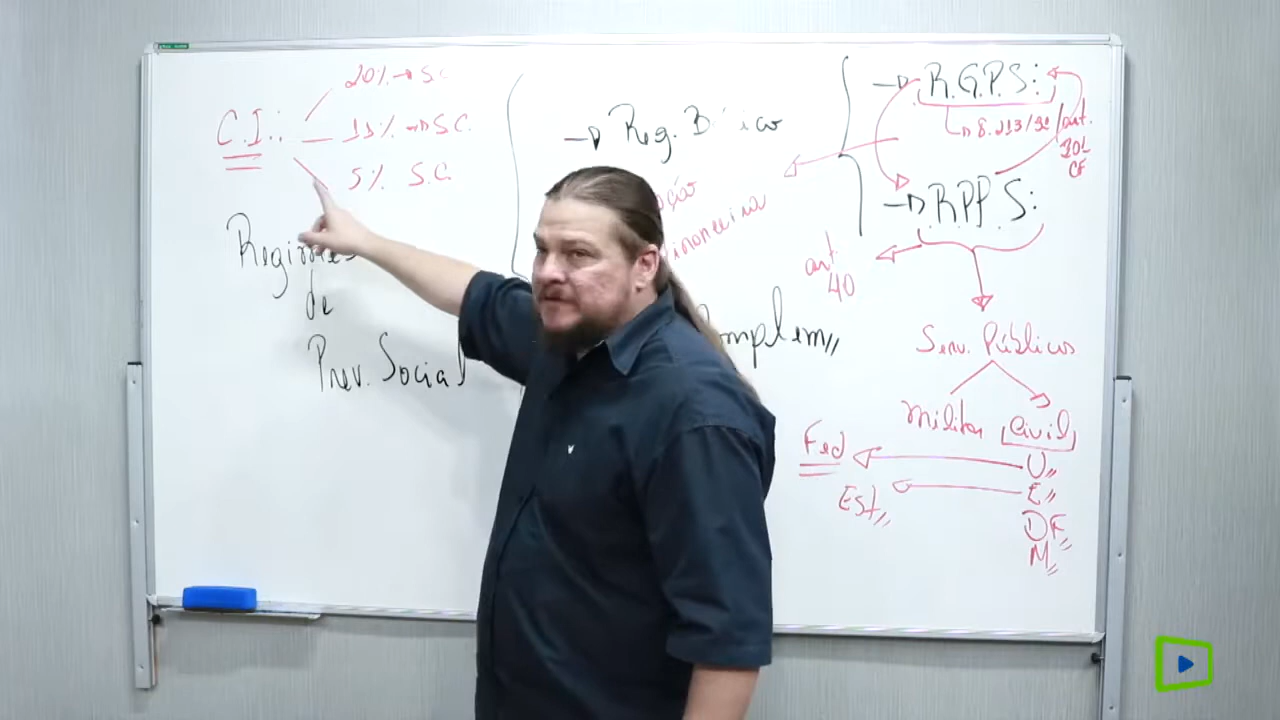 C.I.:
20% → S.C
11% → S.C.
5% S.C.
Regimes
de
Prev. Social
→ Reg. Básico
→ R.G.P.S.:
→ 8.213/91/art.
201
CF
→ R.P.P.S.:
art.
40
Complem,,
Serv. Públicos
Militar Civil
Fed
U,,
Est,,
E,,
DF,,
M,,